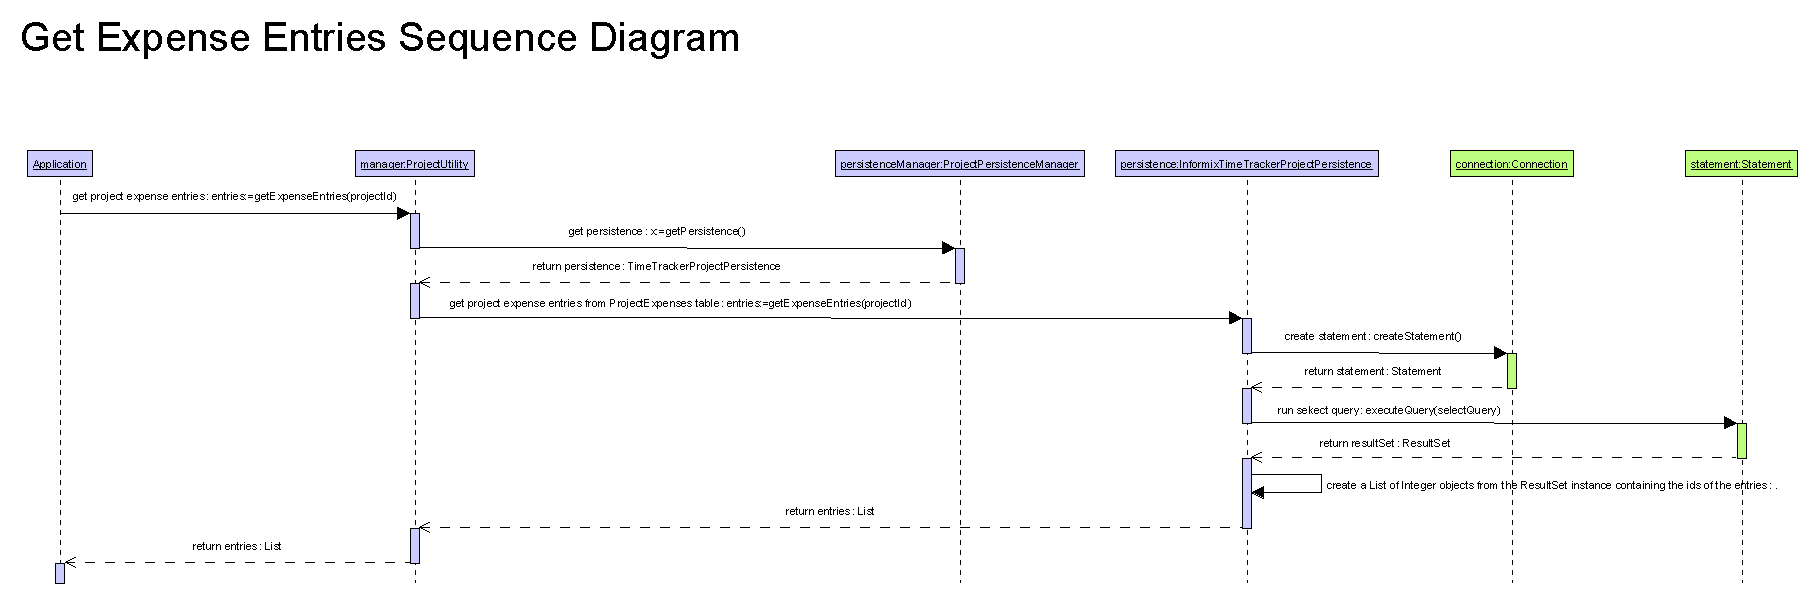 Get Expense Entries Sequence Diagram
Application
manager:ProjectUtility
persistenceManager:ProjectPersistenceManager
persistence:InformixTimeTrackerProjectPersistence
connection:Connection
statement:Statement
get project expense entries : entries:=getExpenseEntries(projectId)
get persistence : x:=getPersistence()
return persistence : TimeTrackerProjectPersistence
get project expense entries from ProjectExpenses table : entries:=getExpenseEntries(projectId)
create statement : createStatement()
return statement : Statement
run sekect query : executeQuery(selectQuery)
return resultSet : ResultSet
create a List of Integer objects from the ResultSet instance containing the ids of the entries : .
return entries : List
return entries : List